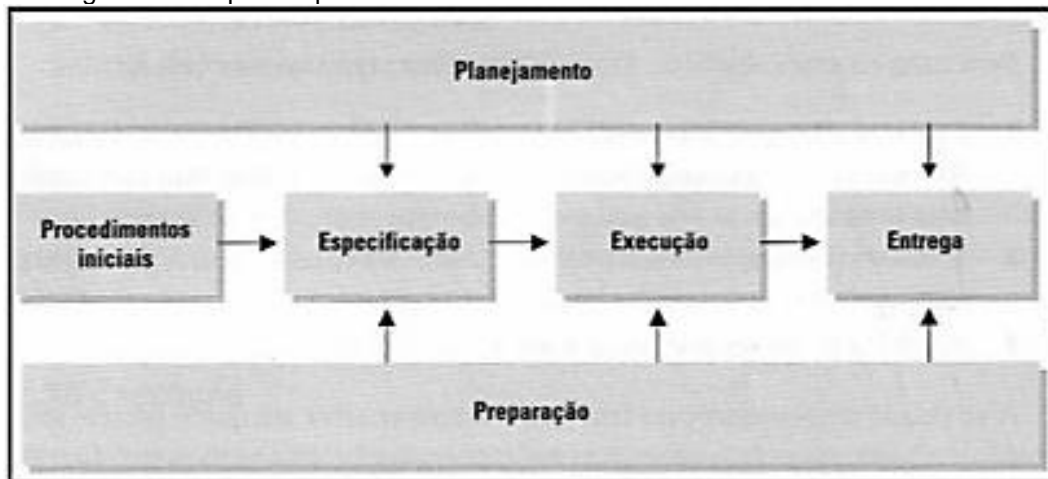 Planejamento
Procedimentos
iniciais
Especificação
Execução
Entrega
Preparação